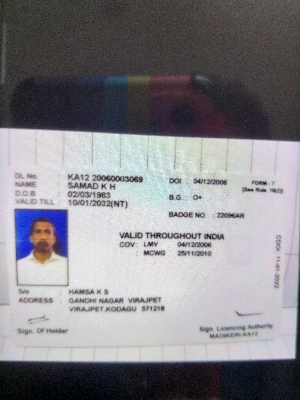 DL No. : KA12 20060003069 DOI : 04/12/2006 FORM - 7
NAME : SAMAD K H [See Rule 16(2)]
D.O.B : 02/03/1983 B.G. : O+
VALID TILL : 10/01/2032(NT)
BADGE NO : 22096AR
VALID THROUGHOUT INDIA
COV : LMV 04/12/2006
: MCWG 25/11/2010
CDOI : 11-01-2022
S/o : HAMSA K S
ADDRESS : GANDHI NAGAR VIRAJPET
VIRAJPET,KODAGU 571218
Sign. Of Holder
Sign. Licencing Authority
MADIKERI-KA12